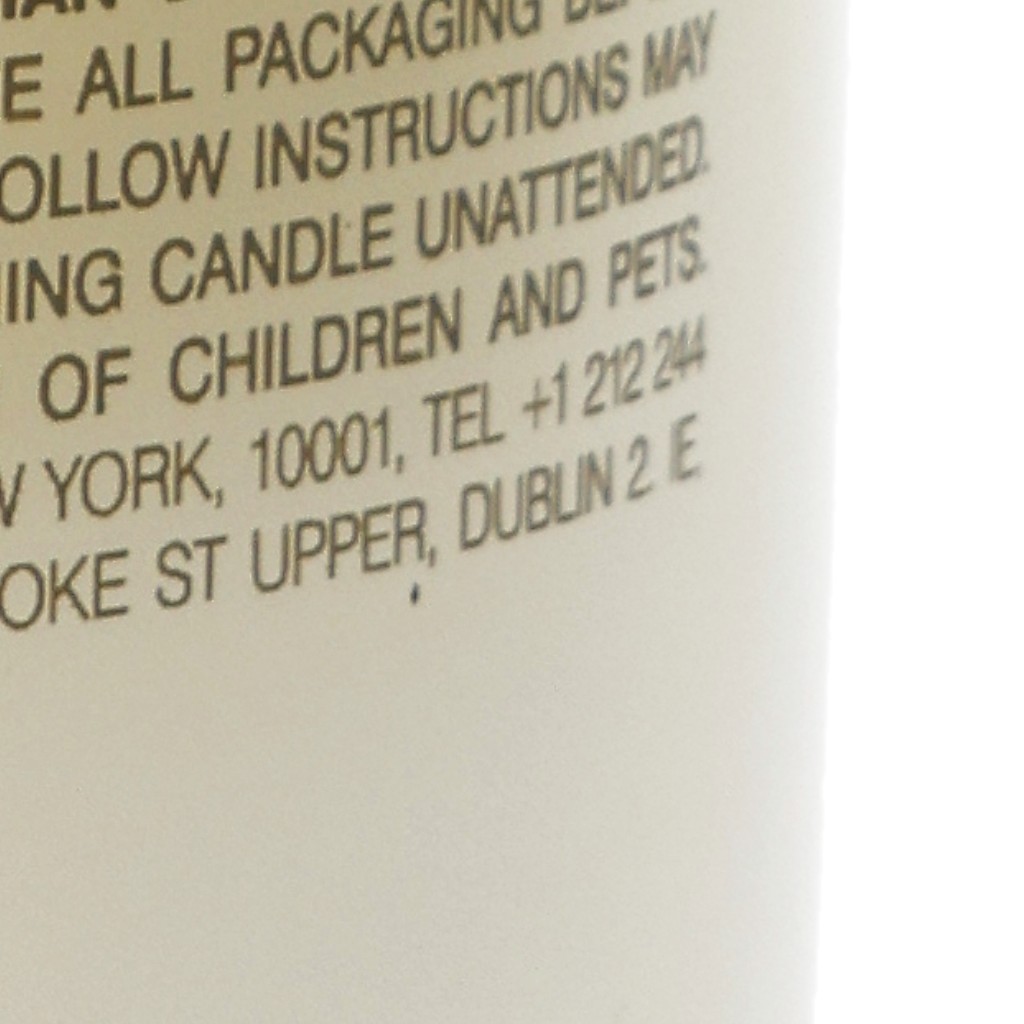 E ALL PACKAGING
OLLOW INSTRUCTIONS MAY
ING CANDLE UNATTENDED.
OF CHILDREN AND PETS.
W YORK, 10001, TEL +1 212 244
OKE ST UPPER, DUBLIN 2 IE